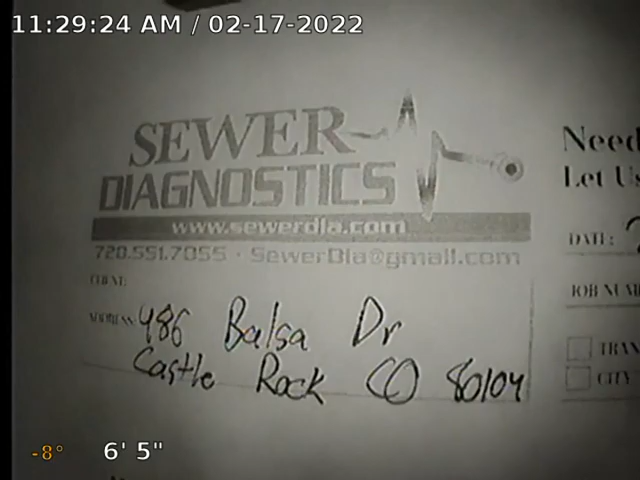 11:29:24 AM / 02-17-2022
SEWER
DIAGNOSTICS
www.sewerdia.com
720.551.7055 · SewerDia@gmail.com
CLIENT:
ADDRESS: 486 Balsa Dr
Castle Rock CO 80104
Need
Let Us
DATE:
JOB NUM
TRAN
CITY
-8° 6' 5"